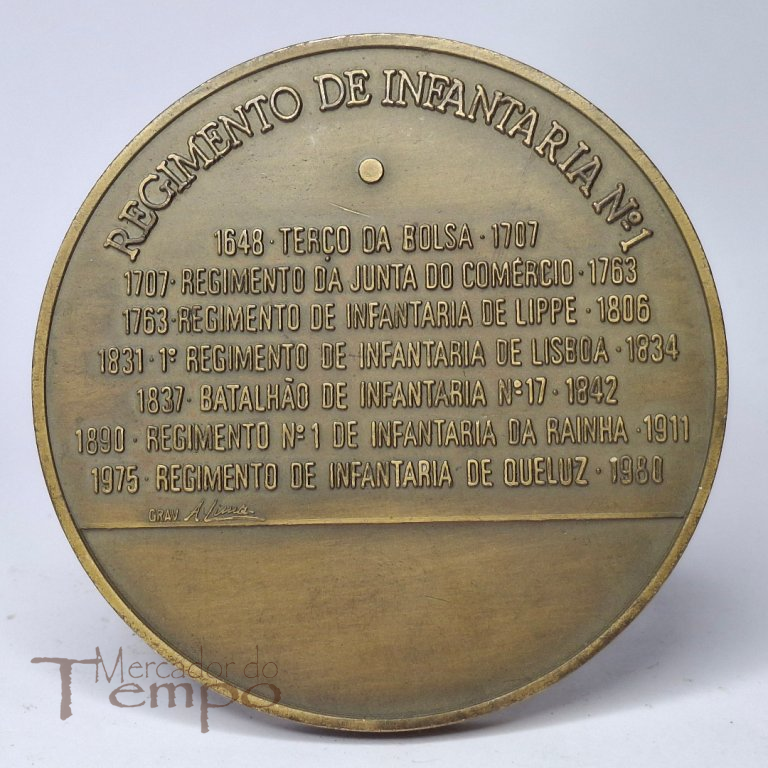 REGIMENTO DE INFANTARIA Nº1
1648 · TERÇO DA BOLSA · 1707
1707 · REGIMENTO DA JUNTA DO COMÉRCIO · 1763
1763 · REGIMENTO DE INFANTARIA DE LIPPE · 1806
1831 · 1º REGIMENTO DE INFANTARIA DE LISBOA · 1834
1837 · BATALHÃO DE INFANTARIA Nº17 · 1842
1890 · REGIMENTO Nº1 DE INFANTARIA DA RAINHA · 1911
1975 · REGIMENTO DE INFANTARIA DE QUELUZ · 1980
GRAV
Mercador do
Tempo